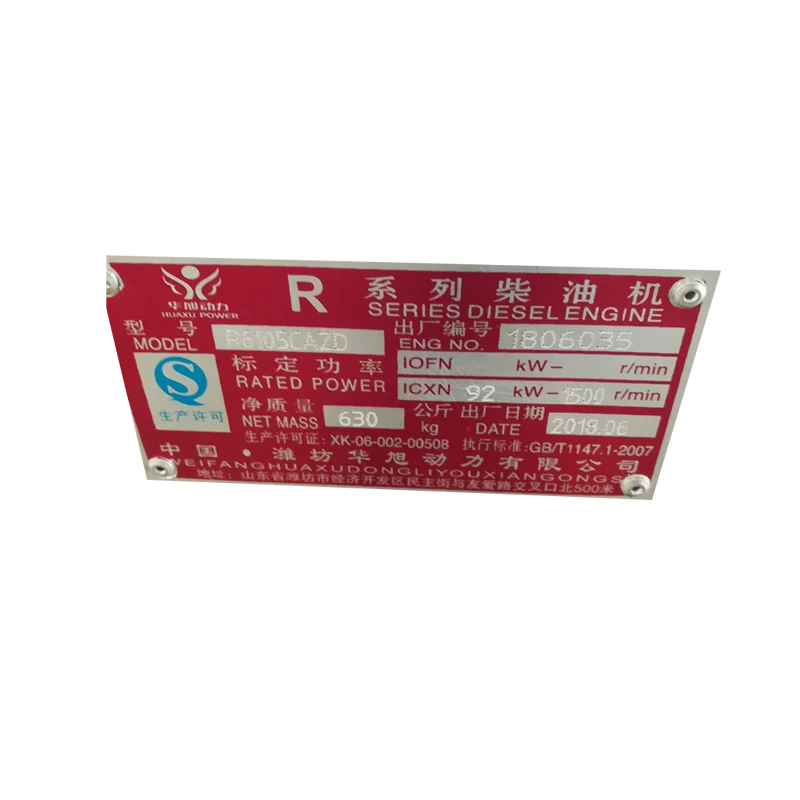 华旭动力
HUAXU POWER
R 系列柴油机
SERIES DIESEL ENGINE
型号 R6105CAZD 出厂编号 1806035
MODEL ENG NO.
标定功率 IOFN kW- r/min
RATED POWER ICXN 92 kW-1500 r/min
净质量 630 公斤 出厂日期 2018.06
NET MASS kg DATE
生产许可
生产许可证: XK-06-002-00508 执行标准:GB/T1147.1-2007
中国·潍坊华旭动力有限公司
WEIFANGHUAXUDONGLIYOUXIANGONGSI
地址: 山东省潍坊市经济开发区民主街与友爱路交叉口北500米